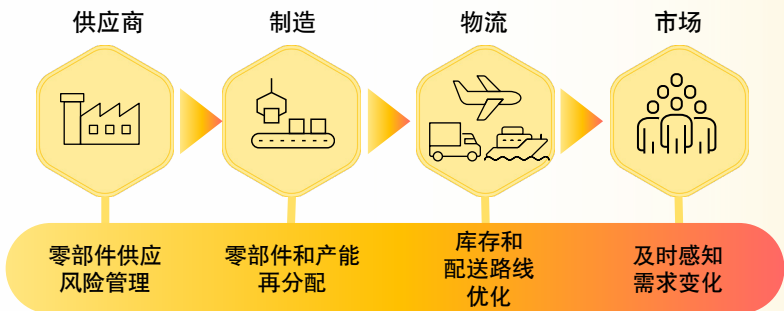 供应商
制造
物流
市场
零部件供应
风险管理
零部件和产能
再分配
库存和
配送路线
优化
及时感知
需求变化